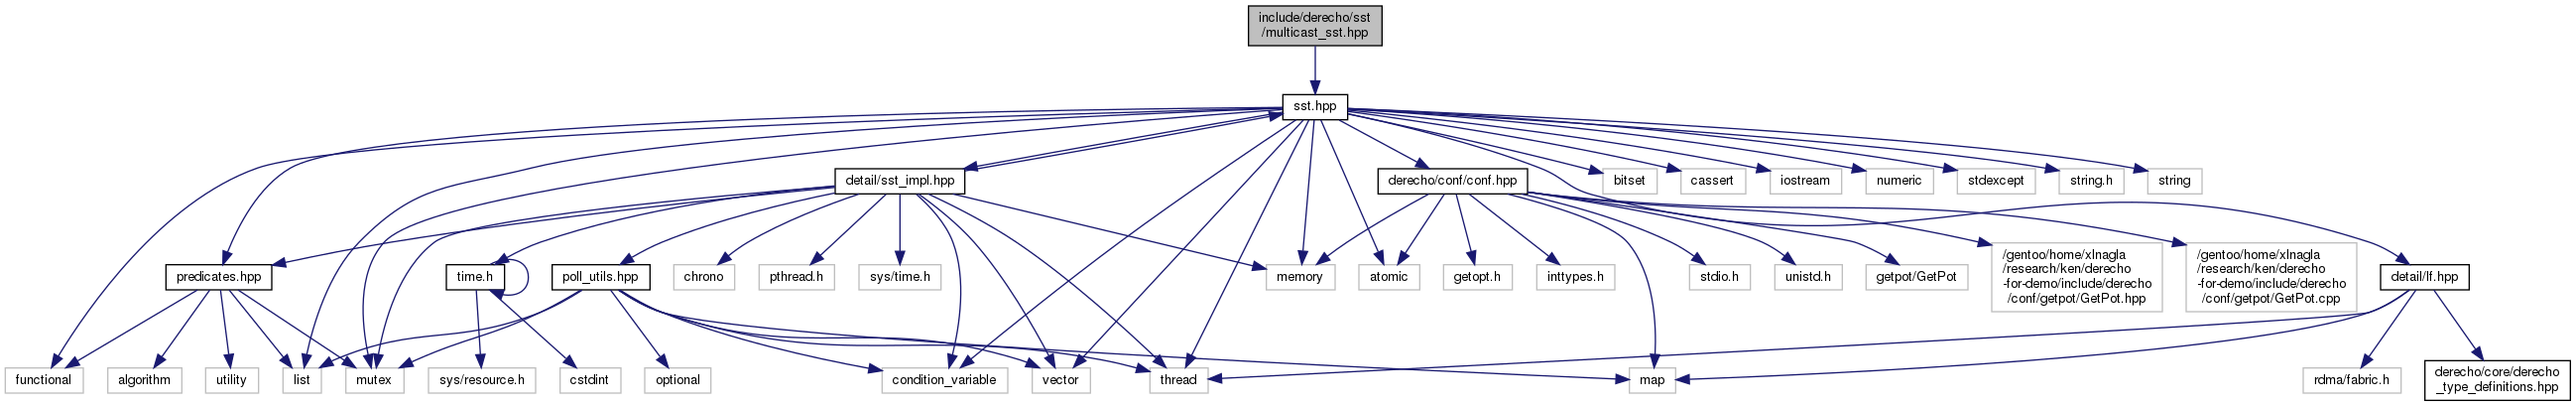 include/derecho/sst
/multicast_sst.hpp
sst.hpp
detail/sst_impl.hpp
derecho/conf/conf.hpp
bitset
cassert
iostream
numeric
stdexcept
string.h
string
predicates.hpp
time.h
poll_utils.hpp
chrono
pthread.h
sys/time.h
memory
atomic
getopt.h
inttypes.h
stdio.h
unistd.h
getpot/GetPot
/gentoo/home/xlnagla
/research/ken/derecho
-for-demo/include/derecho
/conf/getpot/GetPot.hpp
/gentoo/home/xlnagla
/research/ken/derecho
-for-demo/include/derecho
/conf/getpot/GetPot.cpp
detail/lf.hpp
functional
algorithm
utility
list
mutex
sys/resource.h
cstdint
optional
condition_variable
vector
thread
map
rdma/fabric.h
derecho/core/derecho
_type_definitions.hpp